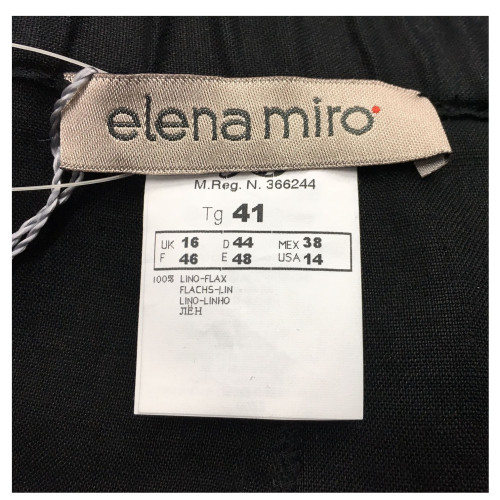 elena miro
M.Reg. N. 366244
Tg 41
UK 16 D 44 MEX 38
F 46 E 48 USA 14
100% LINO-FLAX
FLACHS-LIN
LINO-LINHO
ЛЁН